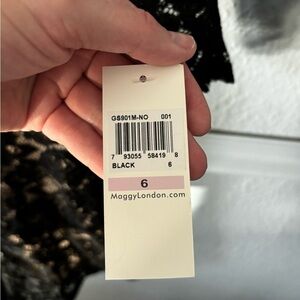 GS901M-NO 001
7 93055 58419 8
BLACK 6
6
MaggyLondon.com